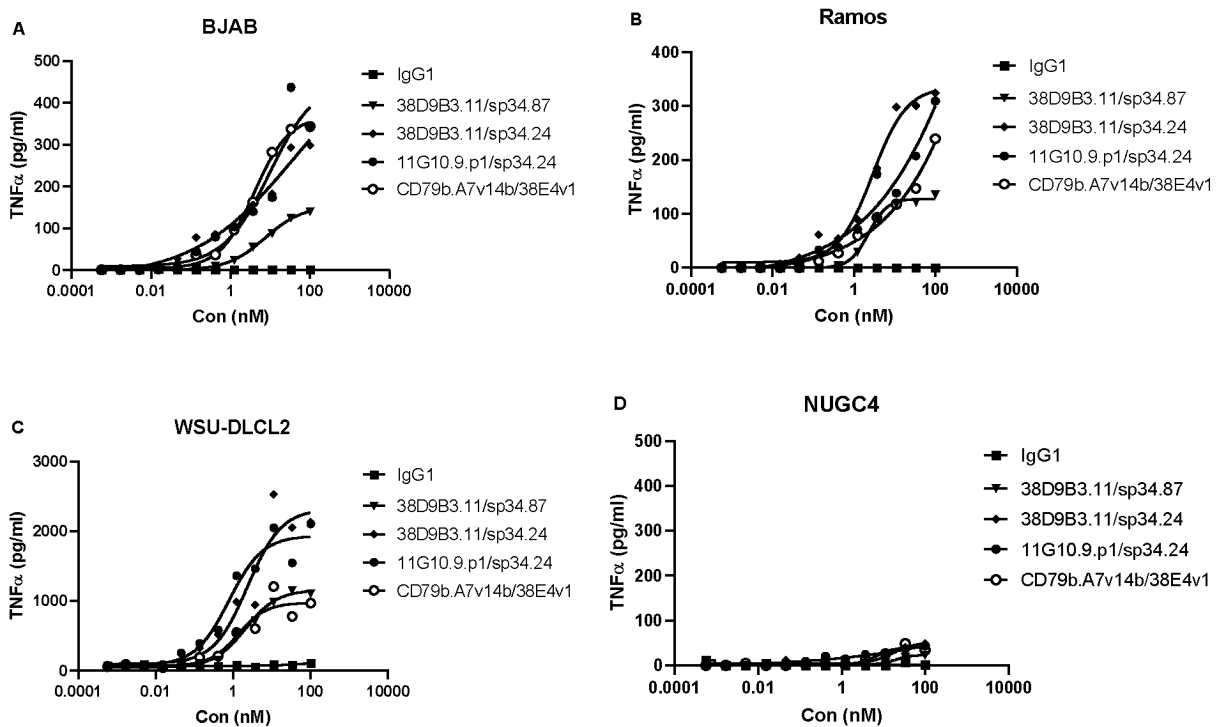 A
BJAB
500
400
300
200
100
0
0.0001
0.01
1
100
10000
TNFα (pg/ml)
Con (nM)
IgG1
38D9B3.11/sp34.87
38D9B3.11/sp34.24
11G10.9.p1/sp34.24
CD79b.A7v14b/38E4v1
B
Ramos
400
300
200
100
0
0.0001
0.01
1
100
10000
TNFα (pg/ml)
Con (nM)
IgG1
38D9B3.11/sp34.87
38D9B3.11/sp34.24
11G10.9.p1/sp34.24
CD79b.A7v14b/38E4v1
C
WSU-DLCL2
3000
2000
1000
0
0.0001
0.01
1
100
10000
TNFα (pg/ml)
Con (nM)
IgG1
38D9B3.11/sp34.87
38D9B3.11/sp34.24
11G10.9.p1/sp34.24
CD79b.A7v14b/38E4v1
D
NUGC4
500
400
300
200
100
0
0.0001
0.01
1
100
10000
TNFα (pg/ml)
Con (nM)
IgG1
38D9B3.11/sp34.87
38D9B3.11/sp34.24
11G10.9.p1/sp34.24
CD79b.A7v14b/38E4v1